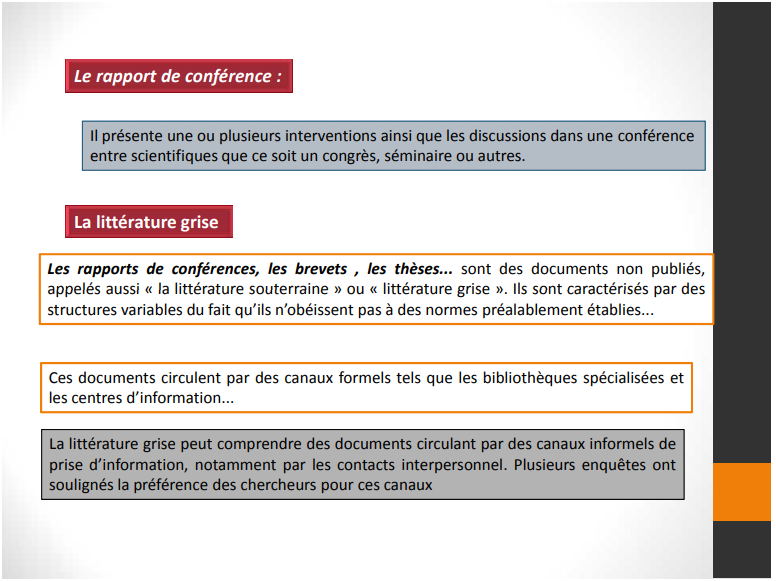 Le rapport de conférence :
Il présente une ou plusieurs interventions ainsi que les discussions dans une conférence
entre scientifiques que ce soit un congrès, séminaire ou autres.
La littérature grise
Les rapports de conférences, les brevets , les thèses... sont des documents non publiés,
appelés aussi « la littérature souterraine » ou « littérature grise ». Ils sont caractérisés par des
structures variables du fait qu’ils n’obéissent pas à des normes préalablement établies...
Ces documents circulent par des canaux formels tels que les bibliothèques spécialisées et
les centres d’information...
La littérature grise peut comprendre des documents circulant par des canaux informels de
prise d’information, notamment par les contacts interpersonnel. Plusieurs enquêtes ont
soulignés la préférence des chercheurs pour ces canaux